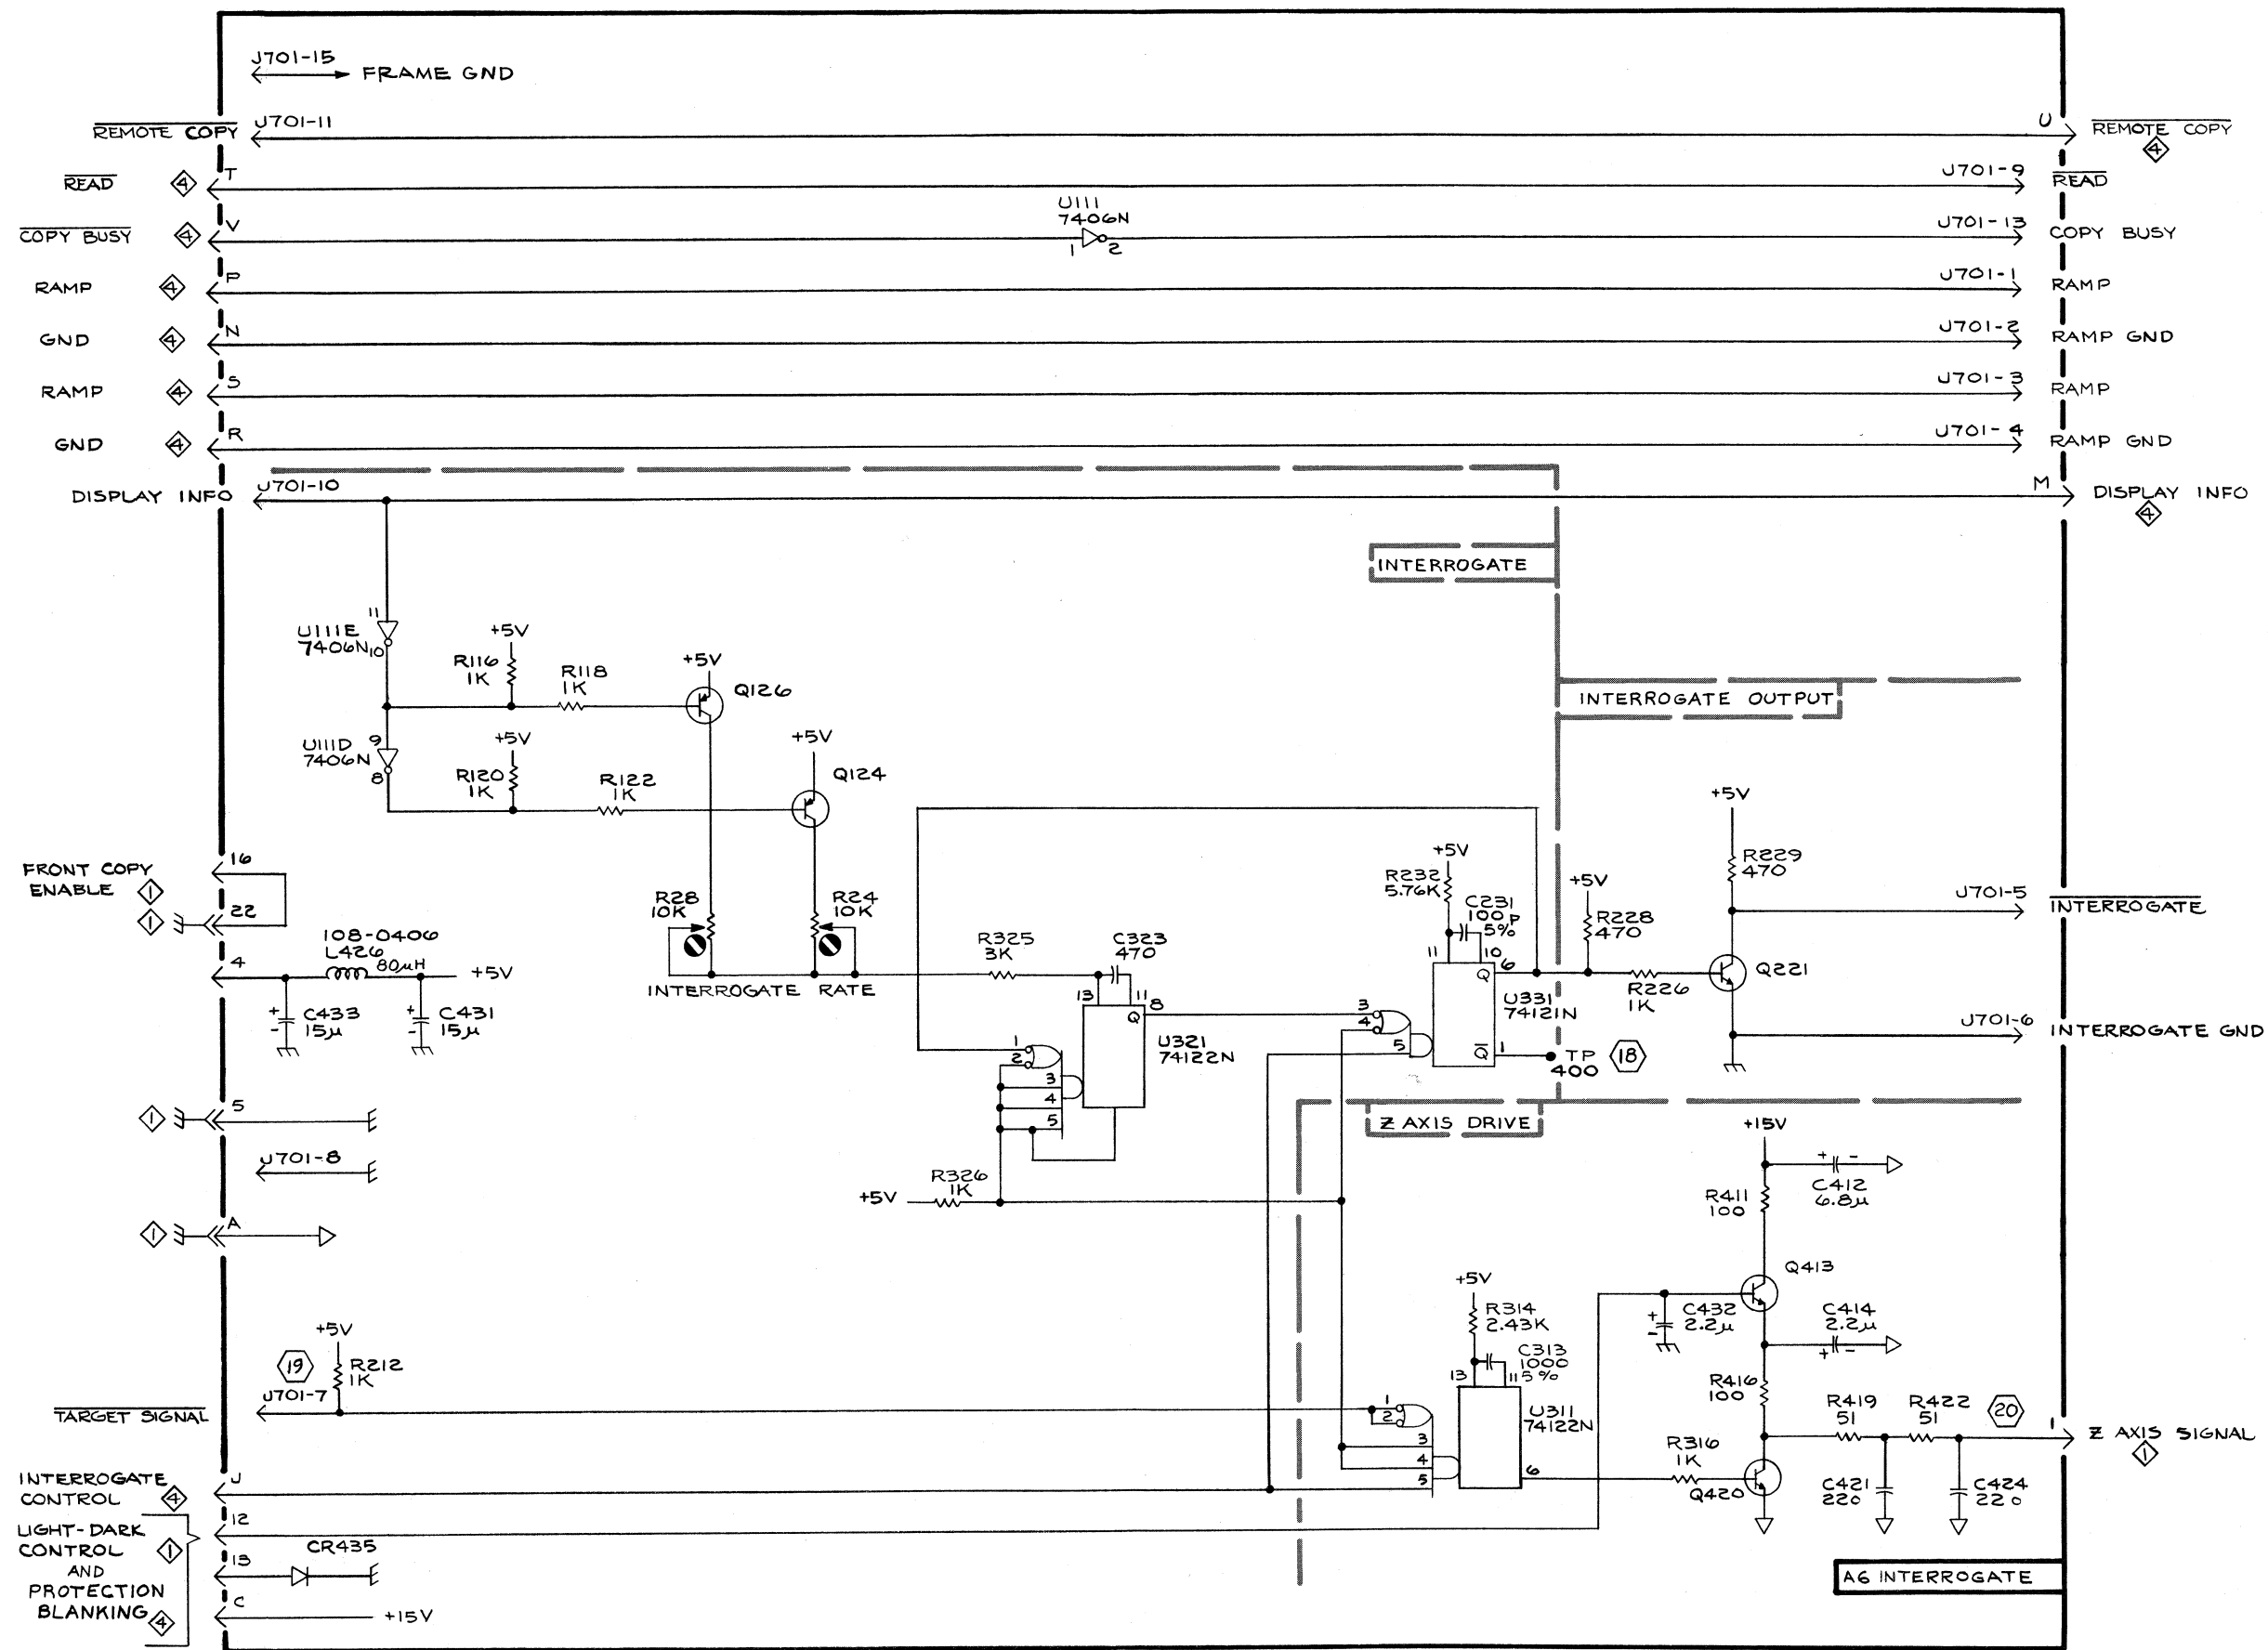 J701-15
FRAME GND
REMOTE COPY
J701-11
U
REMOTE COPY
4
READ
4
T
J701-9
READ
COPY BUSY
4
V
U111
7406N
1
2
J701-13
COPY BUSY
RAMP
4
P
J701-1
RAMP
GND
4
N
J701-2
RAMP GND
RAMP
4
S
J701-3
RAMP
GND
4
R
J701-4
RAMP GND
DISPLAY INFO
J701-10
M
DISPLAY INFO
4
INTERROGATE
INTERROGATE OUTPUT
11
U111E
7406N
10
+5V
R116
1K
R118
1K
+5V
Q126
U111D
7406N
9
8
+5V
R120
1K
R122
1K
+5V
Q124
FRONT COPY
ENABLE
1
16
1
22
108-0406
L426
80µH
4
+5V
+
-
C433
15µ
+
-
C431
15µ
R28
10K
R24
10K
INTERROGATE RATE
R325
3K
C323
470
13
11
8
Q
U321
74122N
1
2
3
4
5
+5V
R232
5.76K
C231
100P
5%
11
10
Q
6
U331
74121N
3
4
5
Q
1
TP
400
18
+5V
R228
470
R226
1K
+5V
R229
470
Q221
J701-5
INTERROGATE
J701-6
INTERROGATE GND
1
5
J701-8
1
A
+5V
R326
1K
Z AXIS DRIVE
+15V
+
-
C412
6.8µ
R411
100
Q413
+
-
C432
2.2µ
C414
2.2µ
+
-
R416
100
+5V
R314
2.43K
C313
1000
5%
13
11
U311
74122N
1
2
3
4
5
6
R316
1K
Q420
R419
51
R422
51
20
1
Z AXIS SIGNAL
1
C421
220
C424
220
+5V
19
R212
1K
J701-7
TARGET SIGNAL
INTERROGATE
CONTROL
4
J
LIGHT-DARK
CONTROL
1
AND
PROTECTION
BLANKING
4
12
13
CR435
C
+15V
A6 INTERROGATE